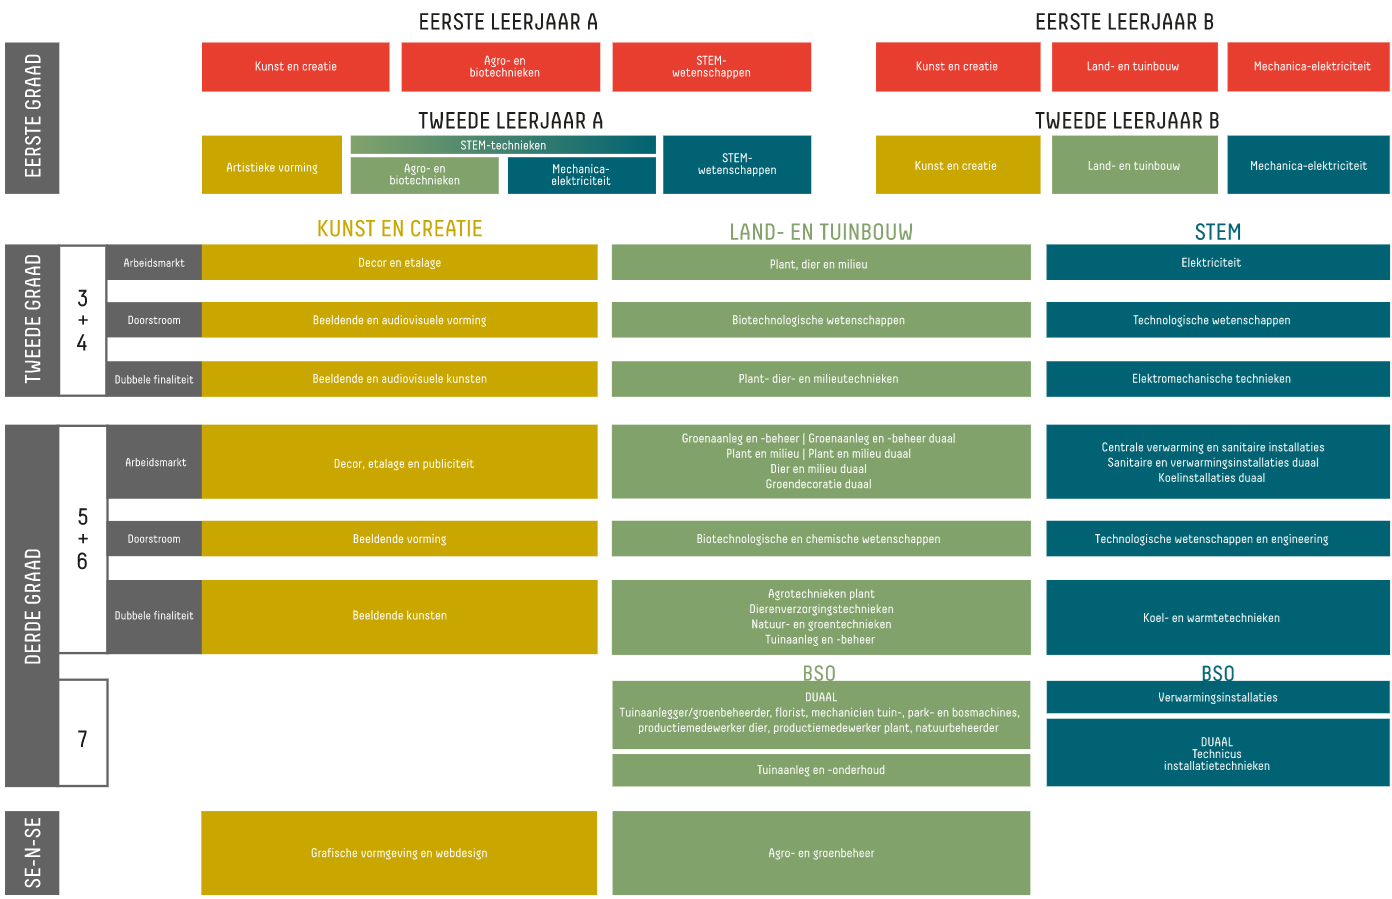 EERSTE LEERJAAR A
EERSTE LEERJAAR B
EERSTE GRAAD
Kunst en creatie
Agro- en
biotechnieken
STEM-
wetenschappen
Kunst en creatie
Land- en tuinbouw
Mechanica-elektriciteit
TWEEDE LEERJAAR A
TWEEDE LEERJAAR B
Artistieke vorming
STEM-technieken
Agro- en
biotechnieken
Mechanica-
elektriciteit
STEM-
wetenschappen
Kunst en creatie
Land- en tuinbouw
Mechanica-elektriciteit
KUNST EN CREATIE
LAND- EN TUINBOUW
STEM
TWEEDE GRAAD
3
+
4
Arbeidsmarkt
Decor en etalage
Plant, dier en milieu
Elektriciteit
Doorstroom
Beeldende en audiovisuele vorming
Biotechnologische wetenschappen
Technologische wetenschappen
Dubbele finaliteit
Beeldende en audiovisuele kunsten
Plant- dier- en milieutechnieken
Elektromechanische technieken
DERDE GRAAD
5
+
6
Arbeidsmarkt
Decor, etalage en publiciteit
Groenaanleg en -beheer | Groenaanleg en -beheer duaal
Plant en milieu | Plant en milieu duaal
Dier en milieu duaal
Groendecoratie duaal
Centrale verwarming en sanitaire installaties
Sanitaire en verwarmingsinstallaties duaal
Koelinstallaties duaal
Doorstroom
Beeldende vorming
Biotechnologische en chemische wetenschappen
Technologische wetenschappen en engineering
Dubbele finaliteit
Beeldende kunsten
Agrotechnieken plant
Dierenverzorgingstechnieken
Natuur- en groentechnieken
Tuinaanleg en -beheer
Koel- en warmtetechnieken
7
BSO
DUAAL
Tuinaanlegger/groenbeheerder, florist, mechanicien tuin-, park- en bosmachines,
productiemedewerker dier, productiemedewerker plant, natuurbeheerder
Tuinaanleg en -onderhoud
BSO
Verwarmingsinstallaties
DUAAL
Technicus
installatietechnieken
SE-N-SE
Grafische vormgeving en webdesign
Agro- en groenbeheer